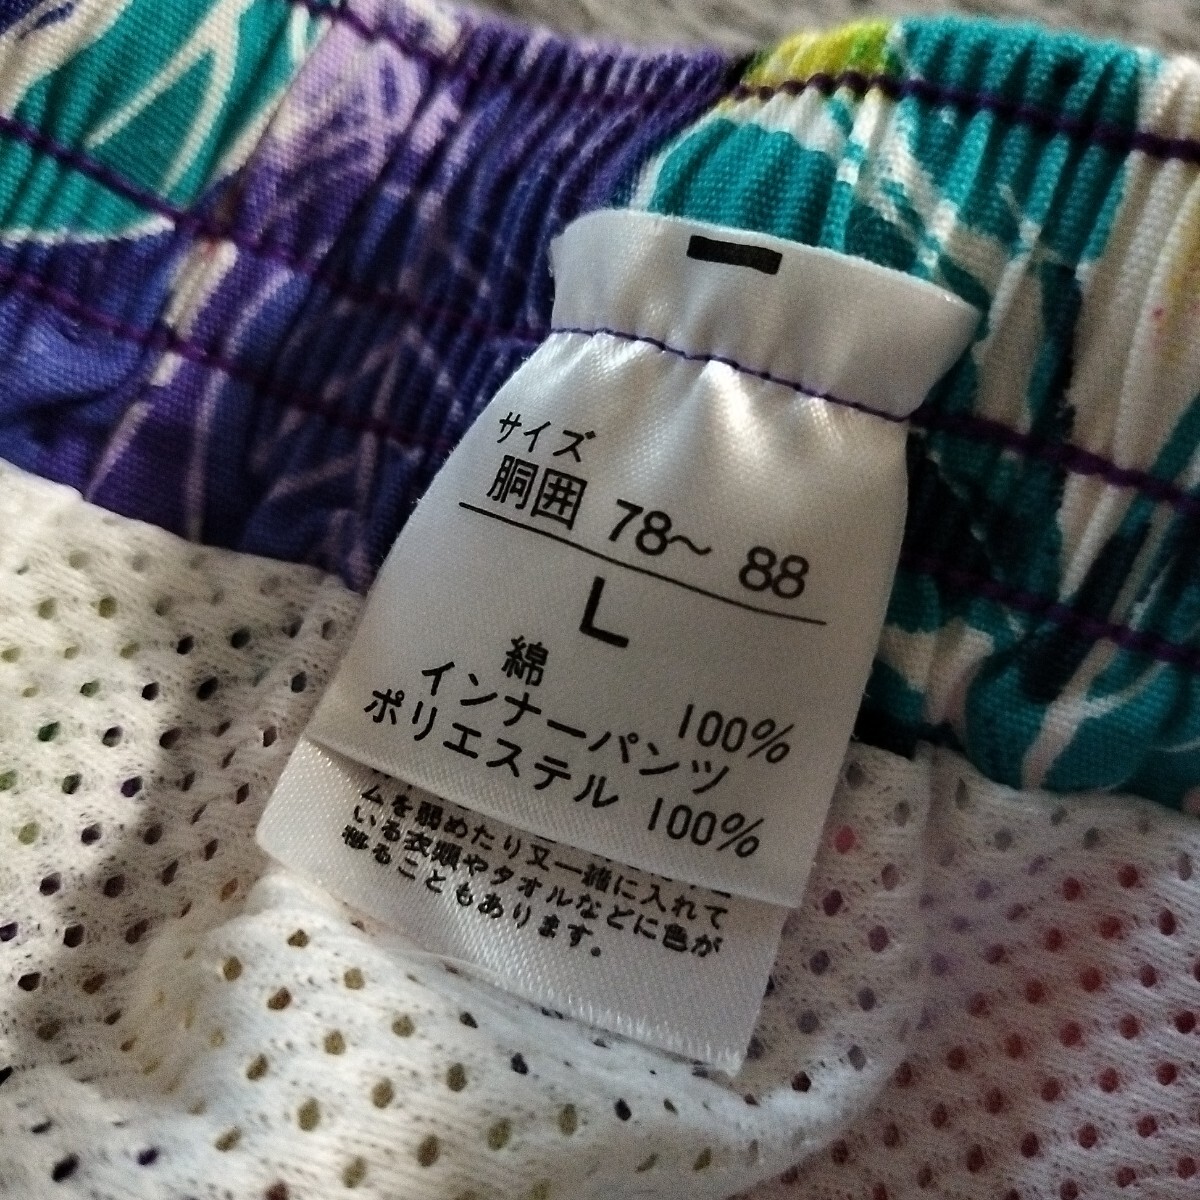 サイズ
胴囲 78～ 88
L
綿 100%
インナーパンツ
ポリエステル 100%
ムを弱めたり又一緒に入れて
いる衣類やタオルなどに色が
移ることもあります。